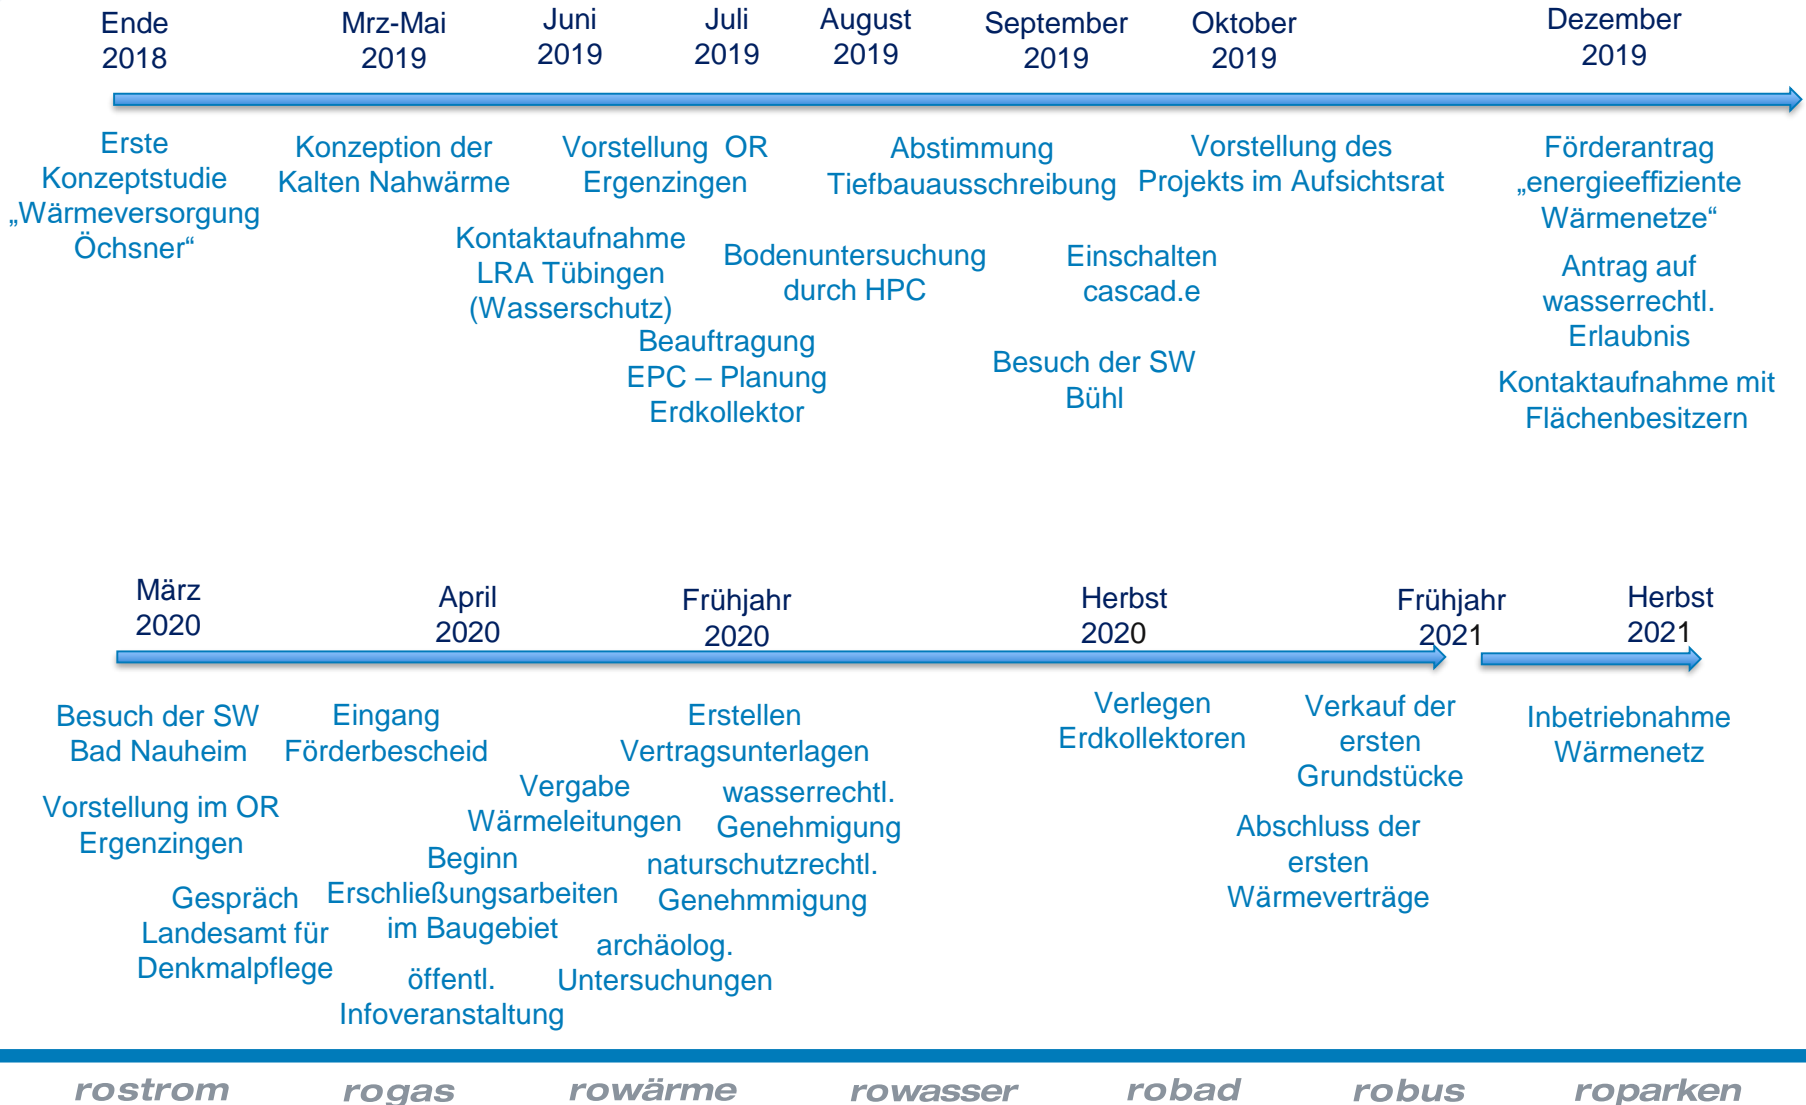 Ende
2018
Mrz-Mai
2019
Juni
2019
Juli
2019
August
2019
September
2019
Oktober
2019
Dezember
2019
Erste
Konzeptstudie
„Wärmeversorgung
Öchsner“
Konzeption der
Kalten Nahwärme
Vorstellung OR
Ergenzingen
Abstimmung
Tiefbauausschreibung
Vorstellung des
Projekts im Aufsichtsrat
Förderantrag
„energieeffiziente
Wärmenetze“
Kontaktaufnahme
LRA Tübingen
(Wasserschutz)
Bodenuntersuchung
durch HPC
Einschalten
cascad.e
Antrag auf
wasserrechtl.
Erlaubnis
Beauftragung
EPC – Planung
Erdkollektor
Besuch der SW
Bühl
Kontaktaufnahme mit
Flächenbesitzern
März
2020
April
2020
Frühjahr
2020
Herbst
2020
Frühjahr
2021
Herbst
2021
Besuch der SW
Bad Nauheim
Eingang
Förderbescheid
Erstellen
Vertragsunterlagen
Verlegen
Erdkollektoren
Verkauf der
ersten
Grundstücke
Inbetriebnahme
Wärmenetz
Vorstellung im OR
Ergenzingen
Vergabe
Wärmeleitungen
wasserrechtl.
Genehmigung
Abschluss der
ersten
Wärmeverträge
Gespräch
Landesamt für
Denkmalpflege
Beginn
Erschließungsarbeiten
im Baugebiet
naturschutzrechtl.
Genehmmigung
öffentl.
Infoveranstaltung
archäolog.
Untersuchungen
rostrom
rogas
rowärme
rowasser
robad
robus
roparken